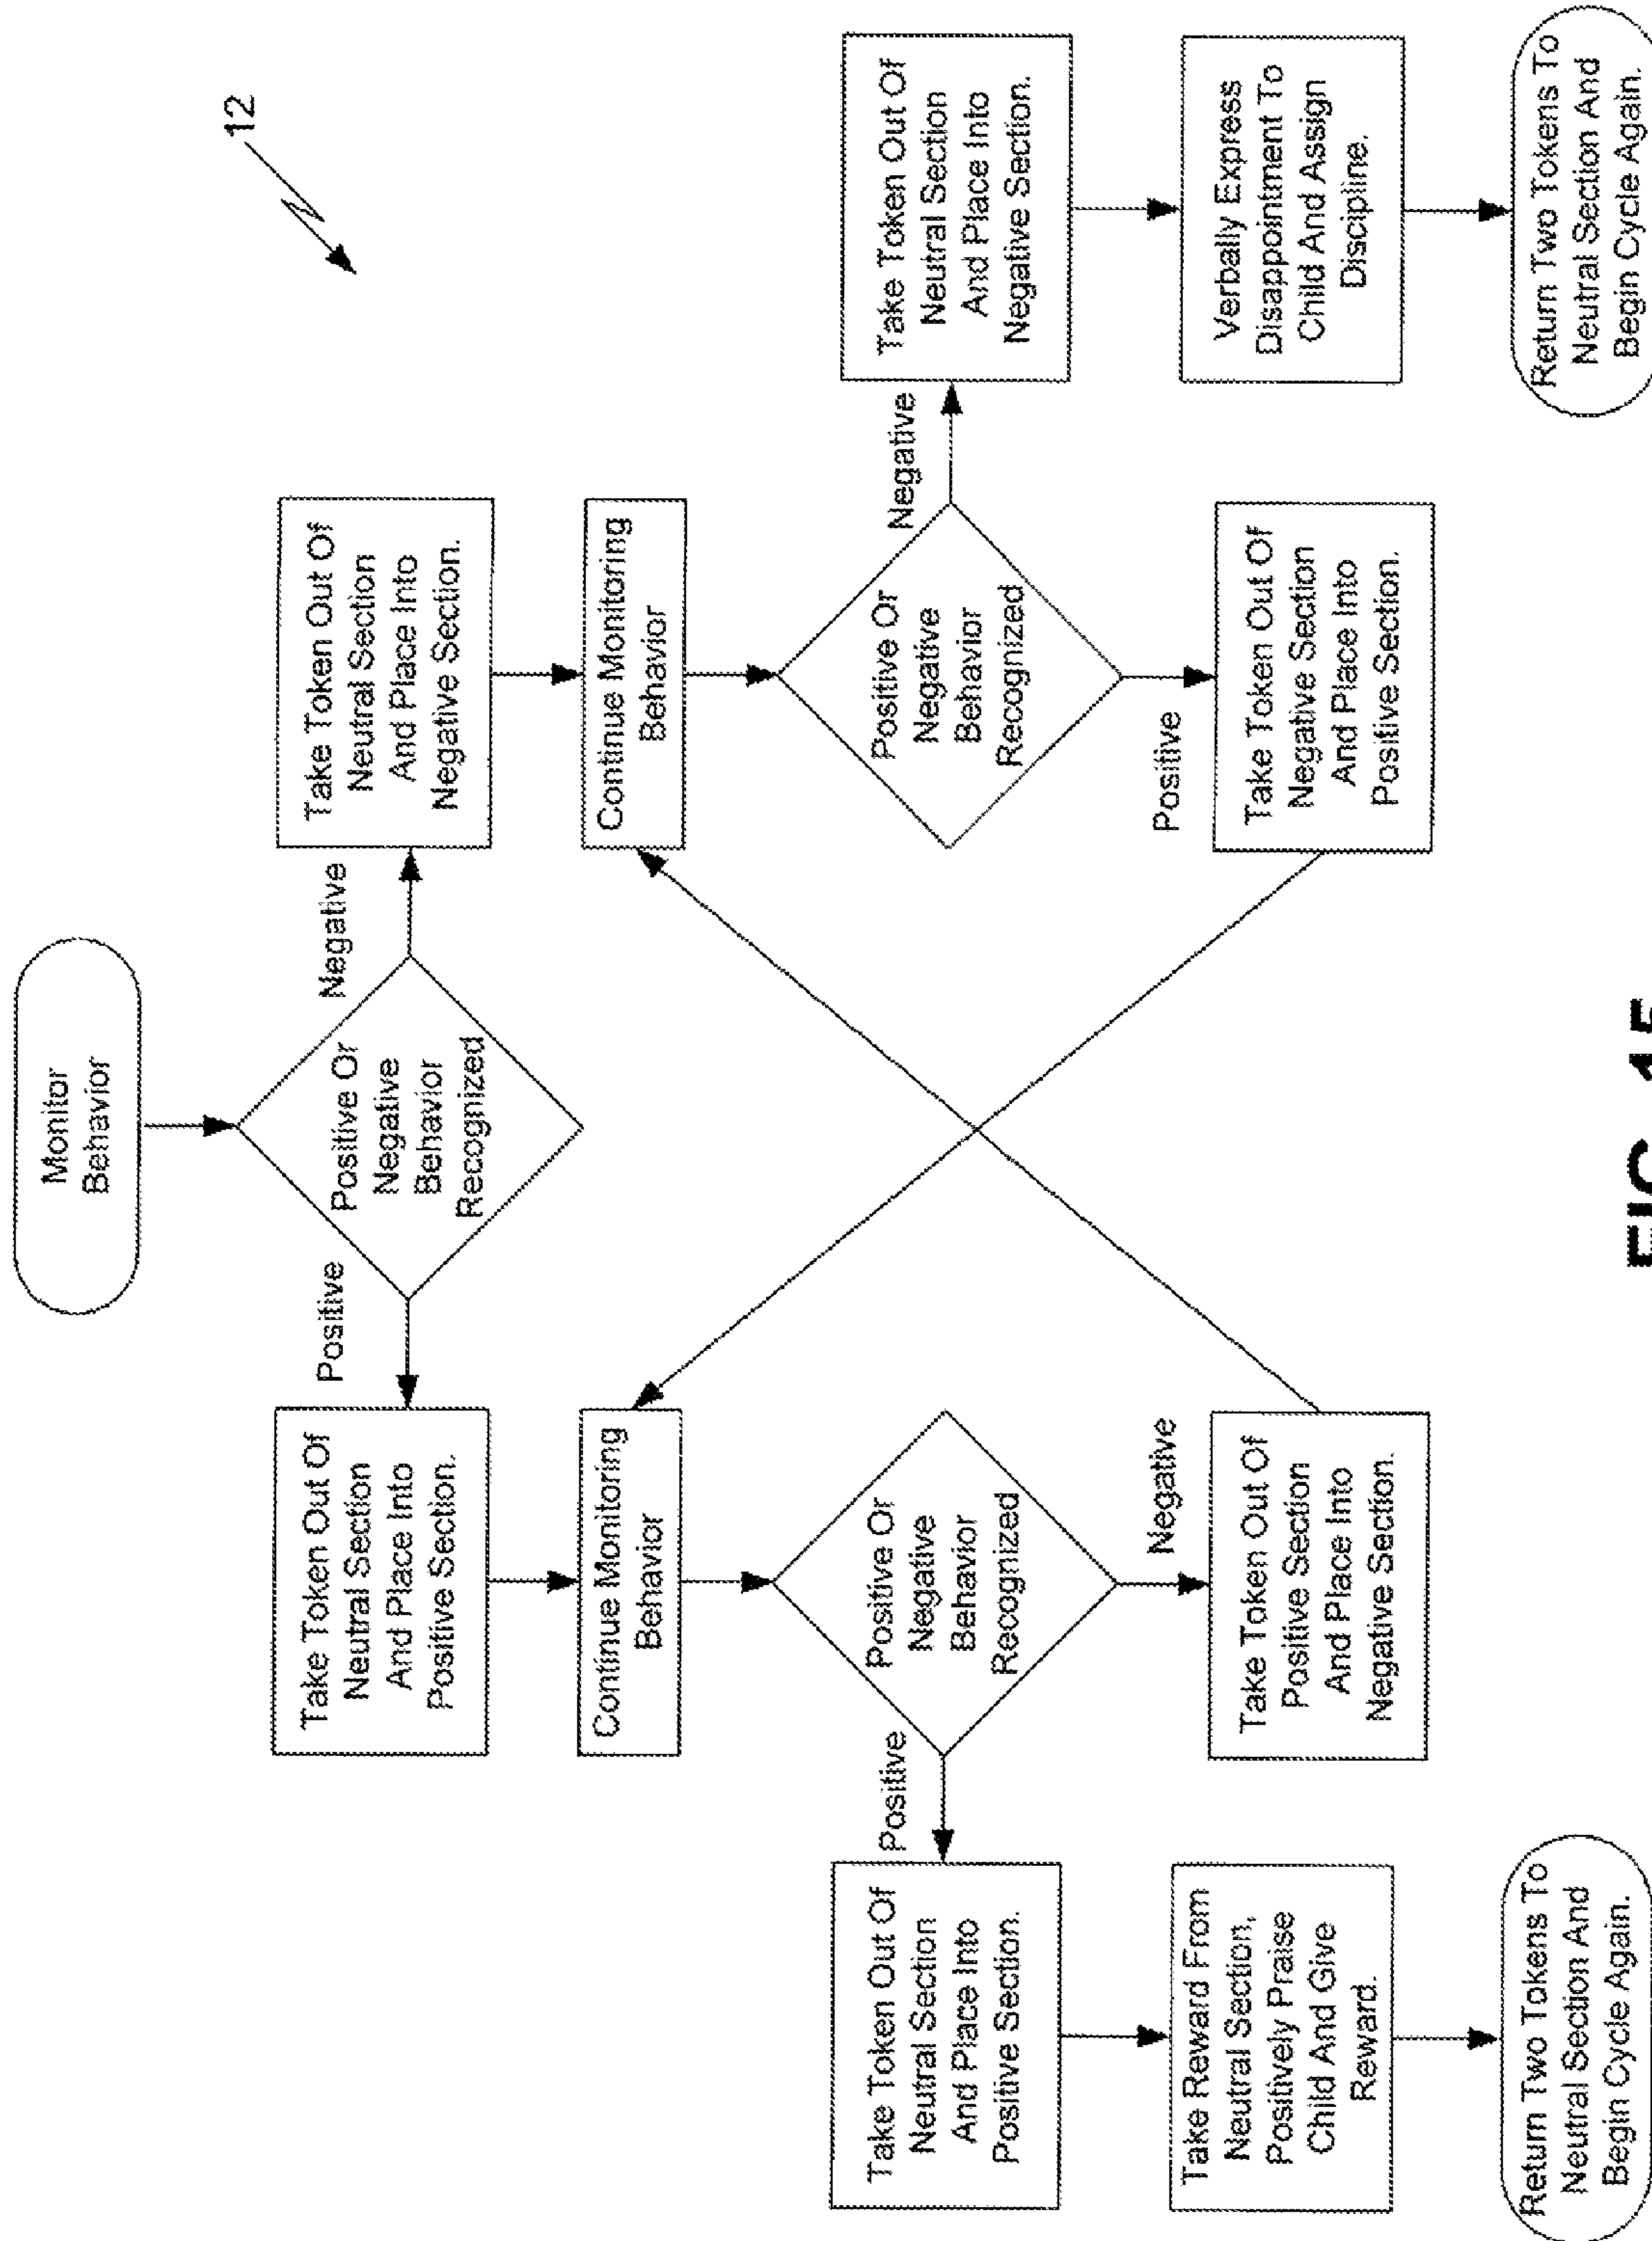 12
Monitor
Behavior
Positive Or
Negative
Behavior
Recognized
Positive
Negative
Take Token Out Of
Neutral Section
And Place Into
Positive Section.
Take Token Out Of
Neutral Section
And Place Into
Negative Section.
Continue Monitoring
Behavior
Continue Monitoring
Behavior
Positive Or
Negative
Behavior
Recognized
Positive
Negative
Positive Or
Negative
Behavior
Recognized
Negative
Positive
Take Token Out Of
Neutral Section
And Place Into
Positive Section.
Take Token Out Of
Positive Section
And Place Into
Negative Section.
Take Token Out Of
Negative Section
And Place Into
Positive Section.
Take Token Out Of
Neutral Section
And Place Into
Negative Section.
Take Reward From
Neutral Section,
Positively Praise
Child And Give
Reward.
Verbally Express
Disappointment To
Child And Assign
Discipline.
Return Two Tokens To
Neutral Section And
Begin Cycle Again.
Return Two Tokens To
Neutral Section And
Begin Cycle Again.
FIG. 15